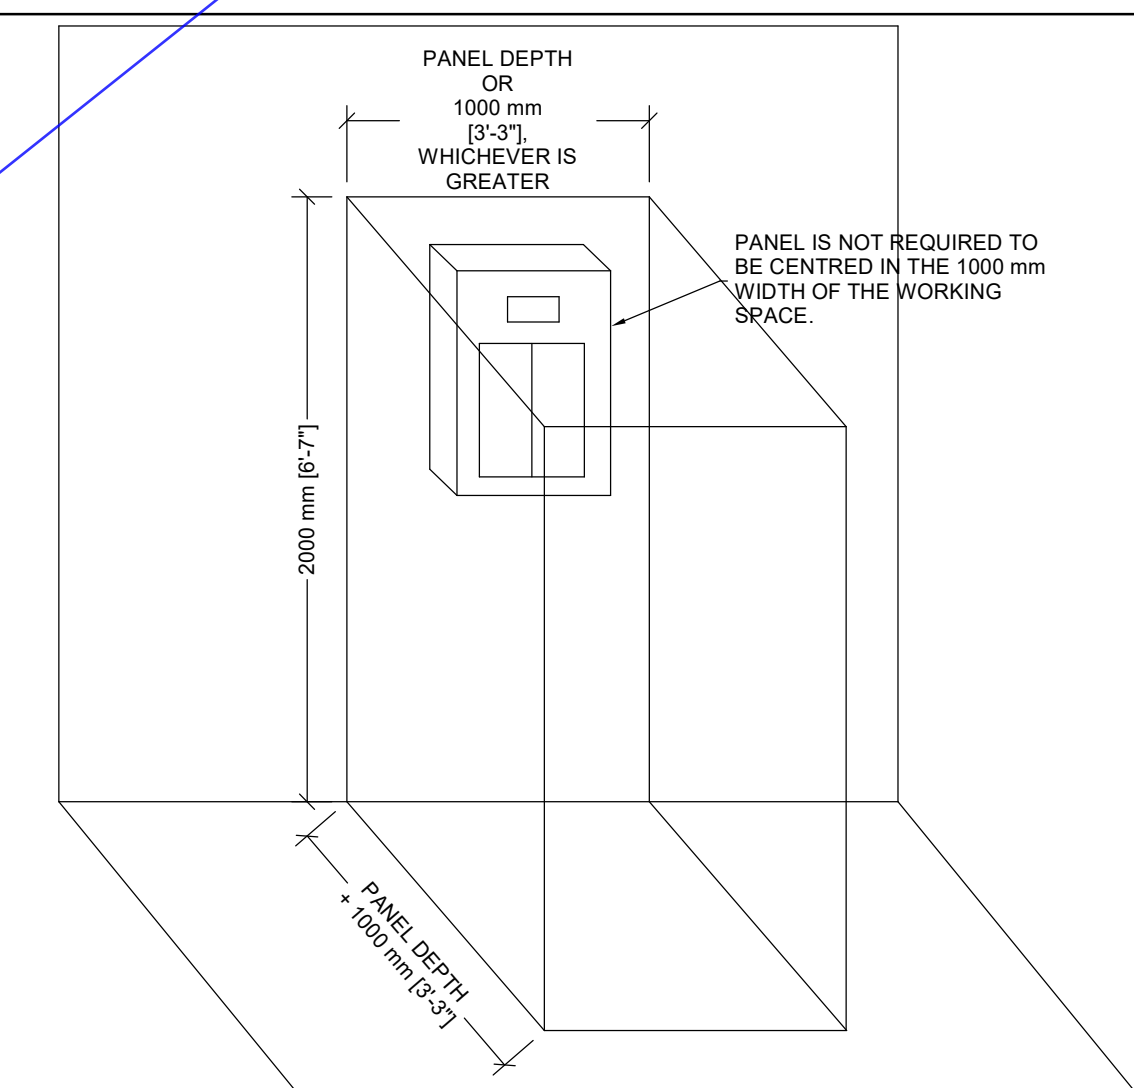 PANEL DEPTH
OR
1000 mm
[3'-3"],
WHICHEVER IS
GREATER
PANEL IS NOT REQUIRED TO
BE CENTRED IN THE 1000 mm
WIDTH OF THE WORKING
SPACE.
2000 mm [6'-7"]
PANEL DEPTH
+ 1000 mm [3'-3"]